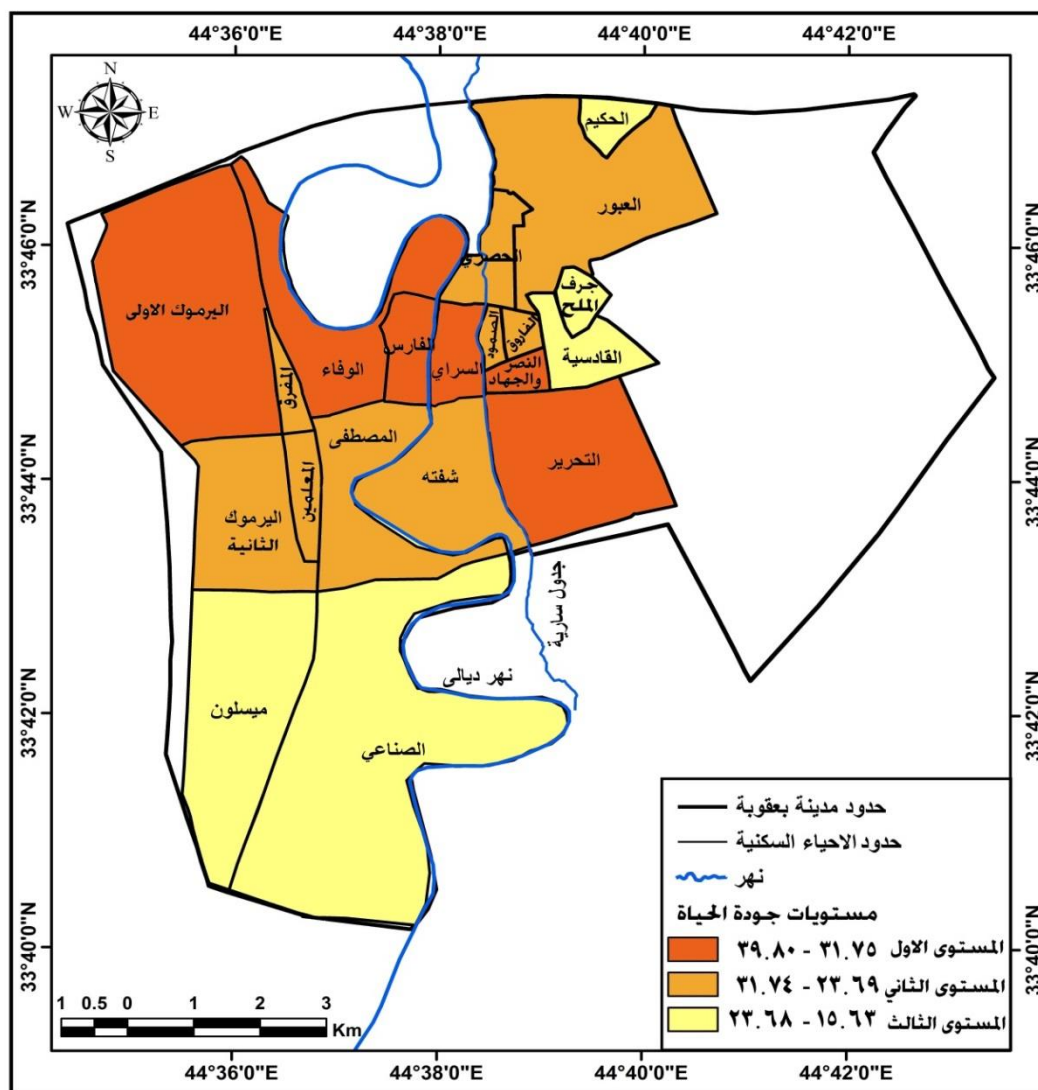 44°36'0"E 44°38'0"E 44°40'0"E 44°42'0"E
N
W E
S
33°46'0"N 33°46'0"N
33°44'0"N 33°44'0"N
33°42'0"N 33°42'0"N
33°40'0"N 33°40'0"N
الحكيم
العبور
الحصري
جرف
الملح
اليرموك الاولى
الصمود
الفاروق
الفارس
السراي
القادسية
النصر
والجهاد
الوفاء
المفرق
المصطفى
التحرير
شفته
المعلمين
اليرموك
الثانية
جدول سارية
نهر ديالى
ميسلون
الصناعي
حدود مدينة بعقوبة
حدود الاحياء السكنية
نهر
مستويات جودة الحياة
المستوى الاول ٣١.٧٥ - ٣٩.٨٠
المستوى الثاني ٢٣.٦٩ - ٣١.٧٤
المستوى الثالث ١٥.٦٣ - ٢٣.٦٨
1 0.5 0 1 2 3
Km
44°36'0"E 44°38'0"E 44°40'0"E 44°42'0"E